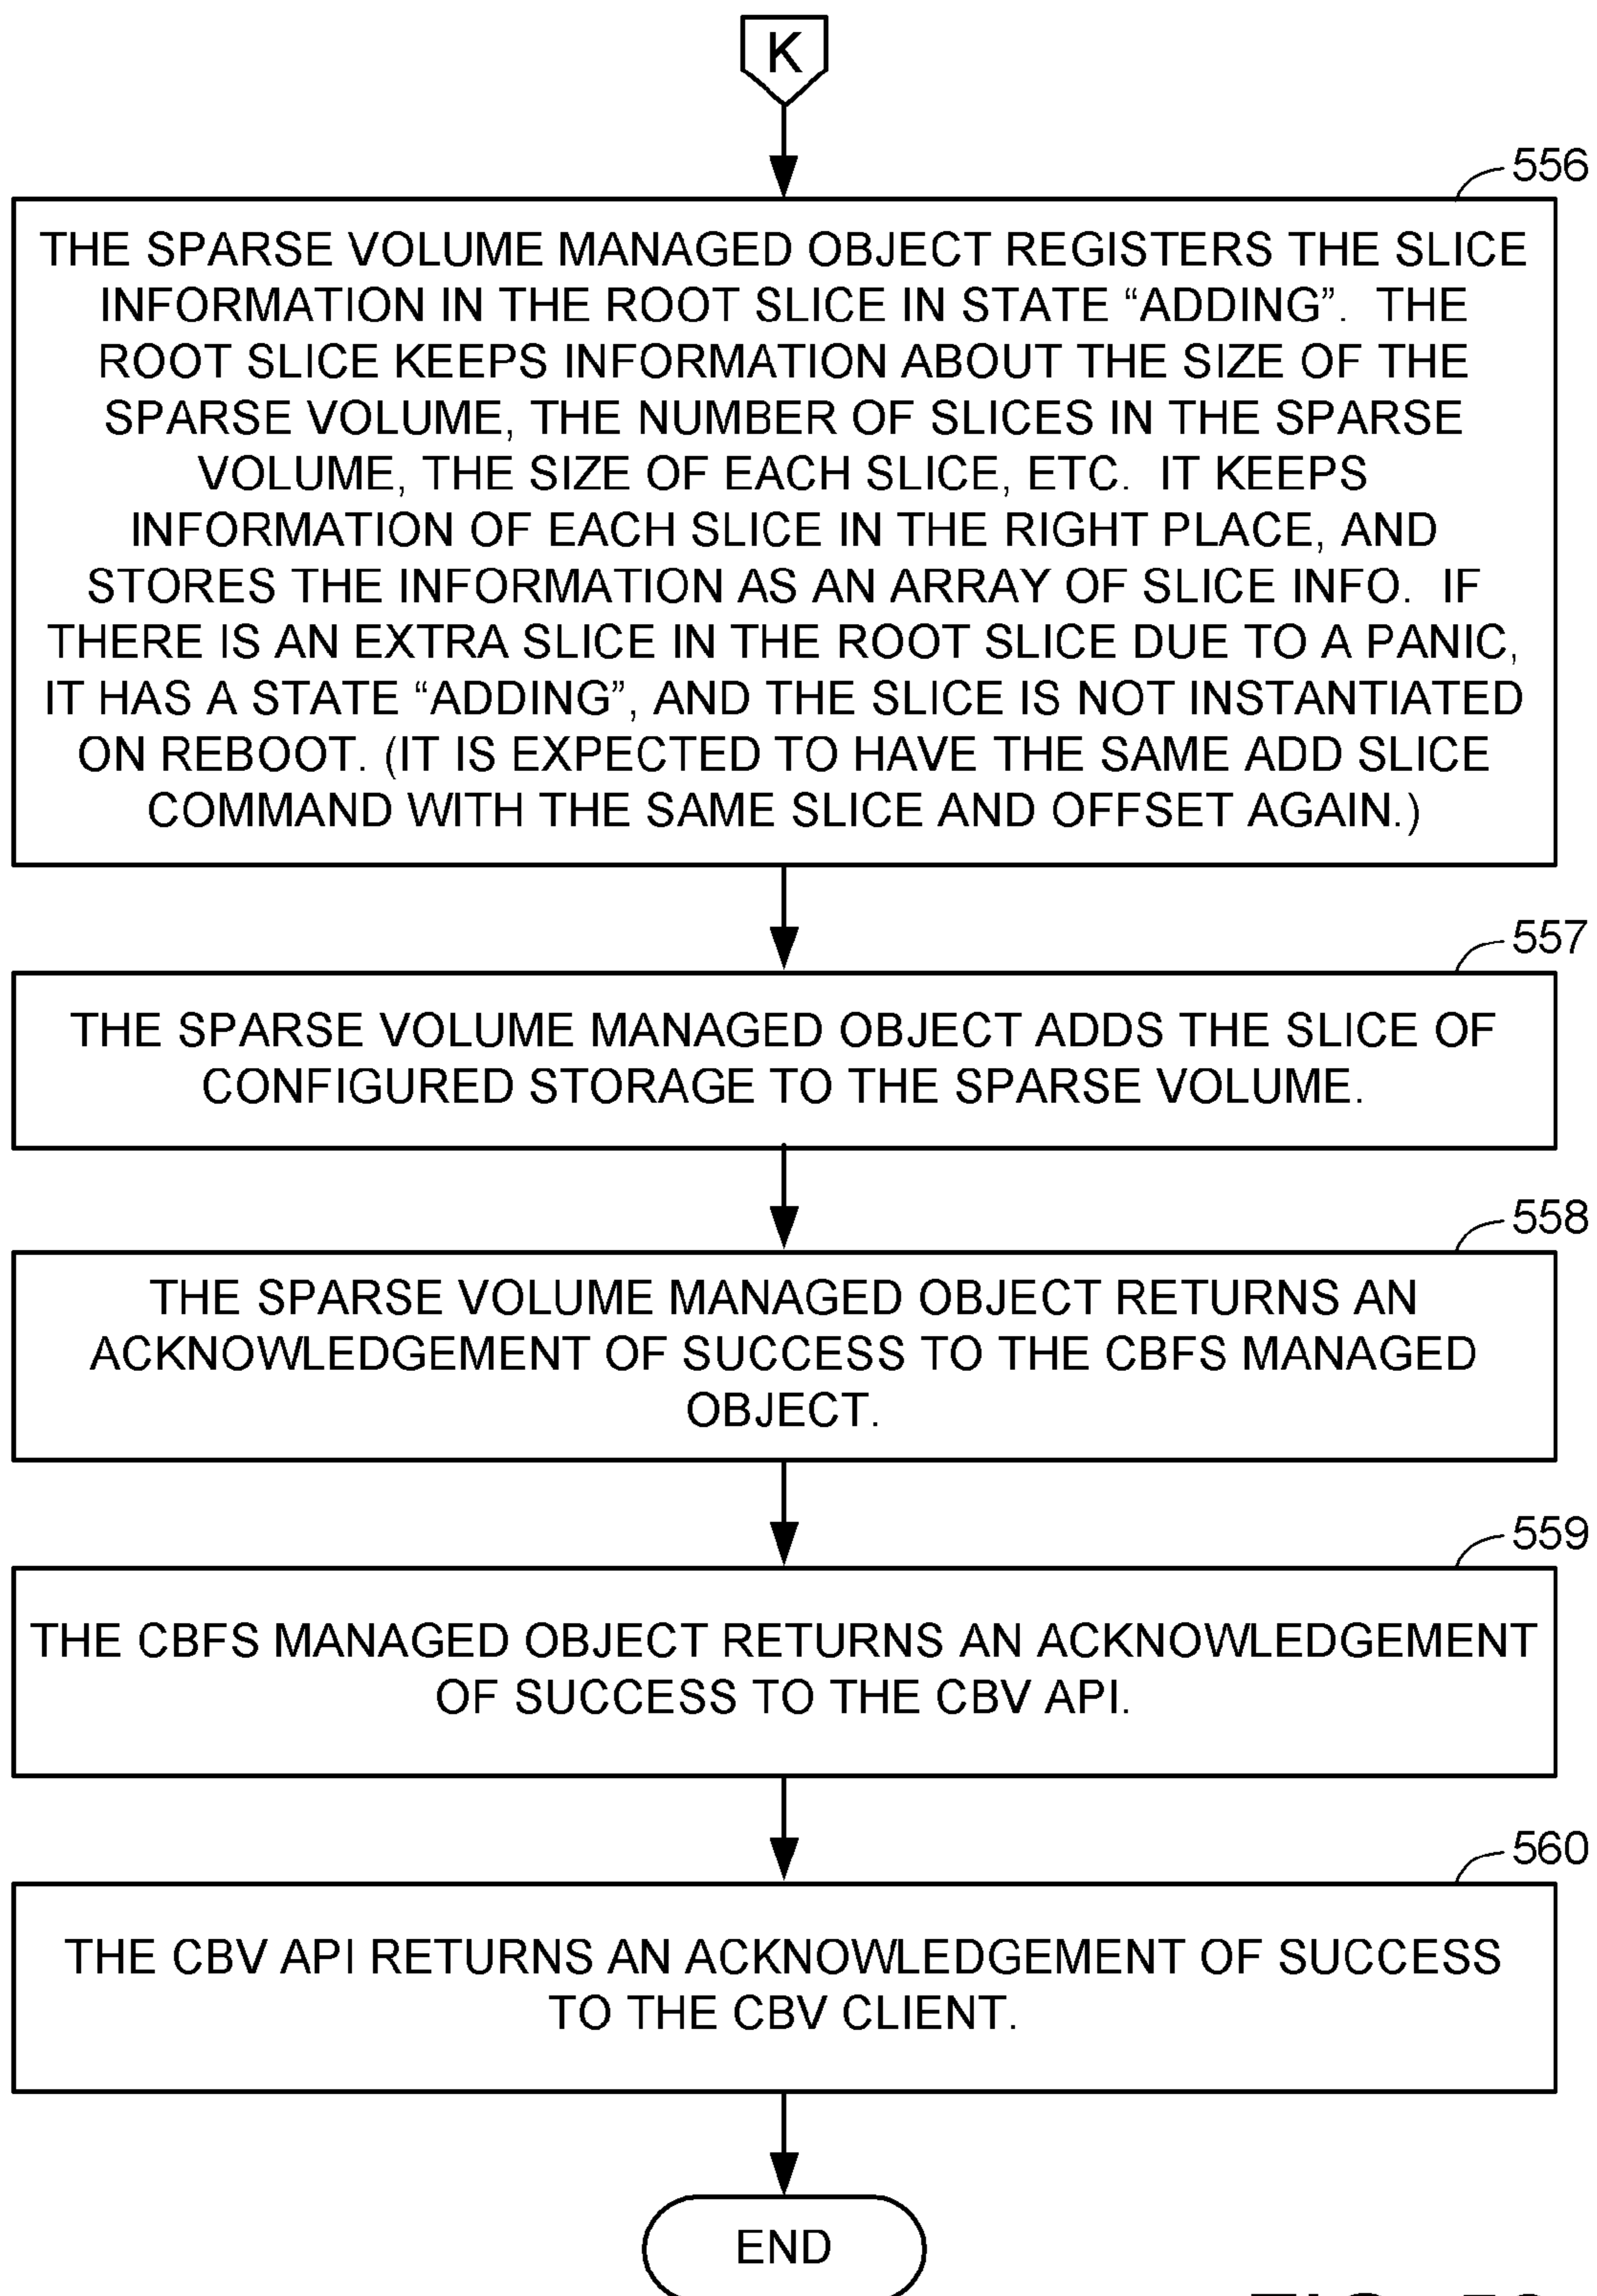 K
556
THE SPARSE VOLUME MANAGED OBJECT REGISTERS THE SLICE
INFORMATION IN THE ROOT SLICE IN STATE “ADDING”. THE
ROOT SLICE KEEPS INFORMATION ABOUT THE SIZE OF THE
SPARSE VOLUME, THE NUMBER OF SLICES IN THE SPARSE
VOLUME, THE SIZE OF EACH SLICE, ETC. IT KEEPS
INFORMATION OF EACH SLICE IN THE RIGHT PLACE, AND
STORES THE INFORMATION AS AN ARRAY OF SLICE INFO. IF
THERE IS AN EXTRA SLICE IN THE ROOT SLICE DUE TO A PANIC,
IT HAS A STATE “ADDING”, AND THE SLICE IS NOT INSTANTIATED
ON REBOOT. (IT IS EXPECTED TO HAVE THE SAME ADD SLICE
COMMAND WITH THE SAME SLICE AND OFFSET AGAIN.)
557
THE SPARSE VOLUME MANAGED OBJECT ADDS THE SLICE OF
CONFIGURED STORAGE TO THE SPARSE VOLUME.
558
THE SPARSE VOLUME MANAGED OBJECT RETURNS AN
ACKNOWLEDGEMENT OF SUCCESS TO THE CBFS MANAGED
OBJECT.
559
THE CBFS MANAGED OBJECT RETURNS AN ACKNOWLEDGEMENT
OF SUCCESS TO THE CBV API.
560
THE CBV API RETURNS AN ACKNOWLEDGEMENT OF SUCCESS
TO THE CBV CLIENT.
END